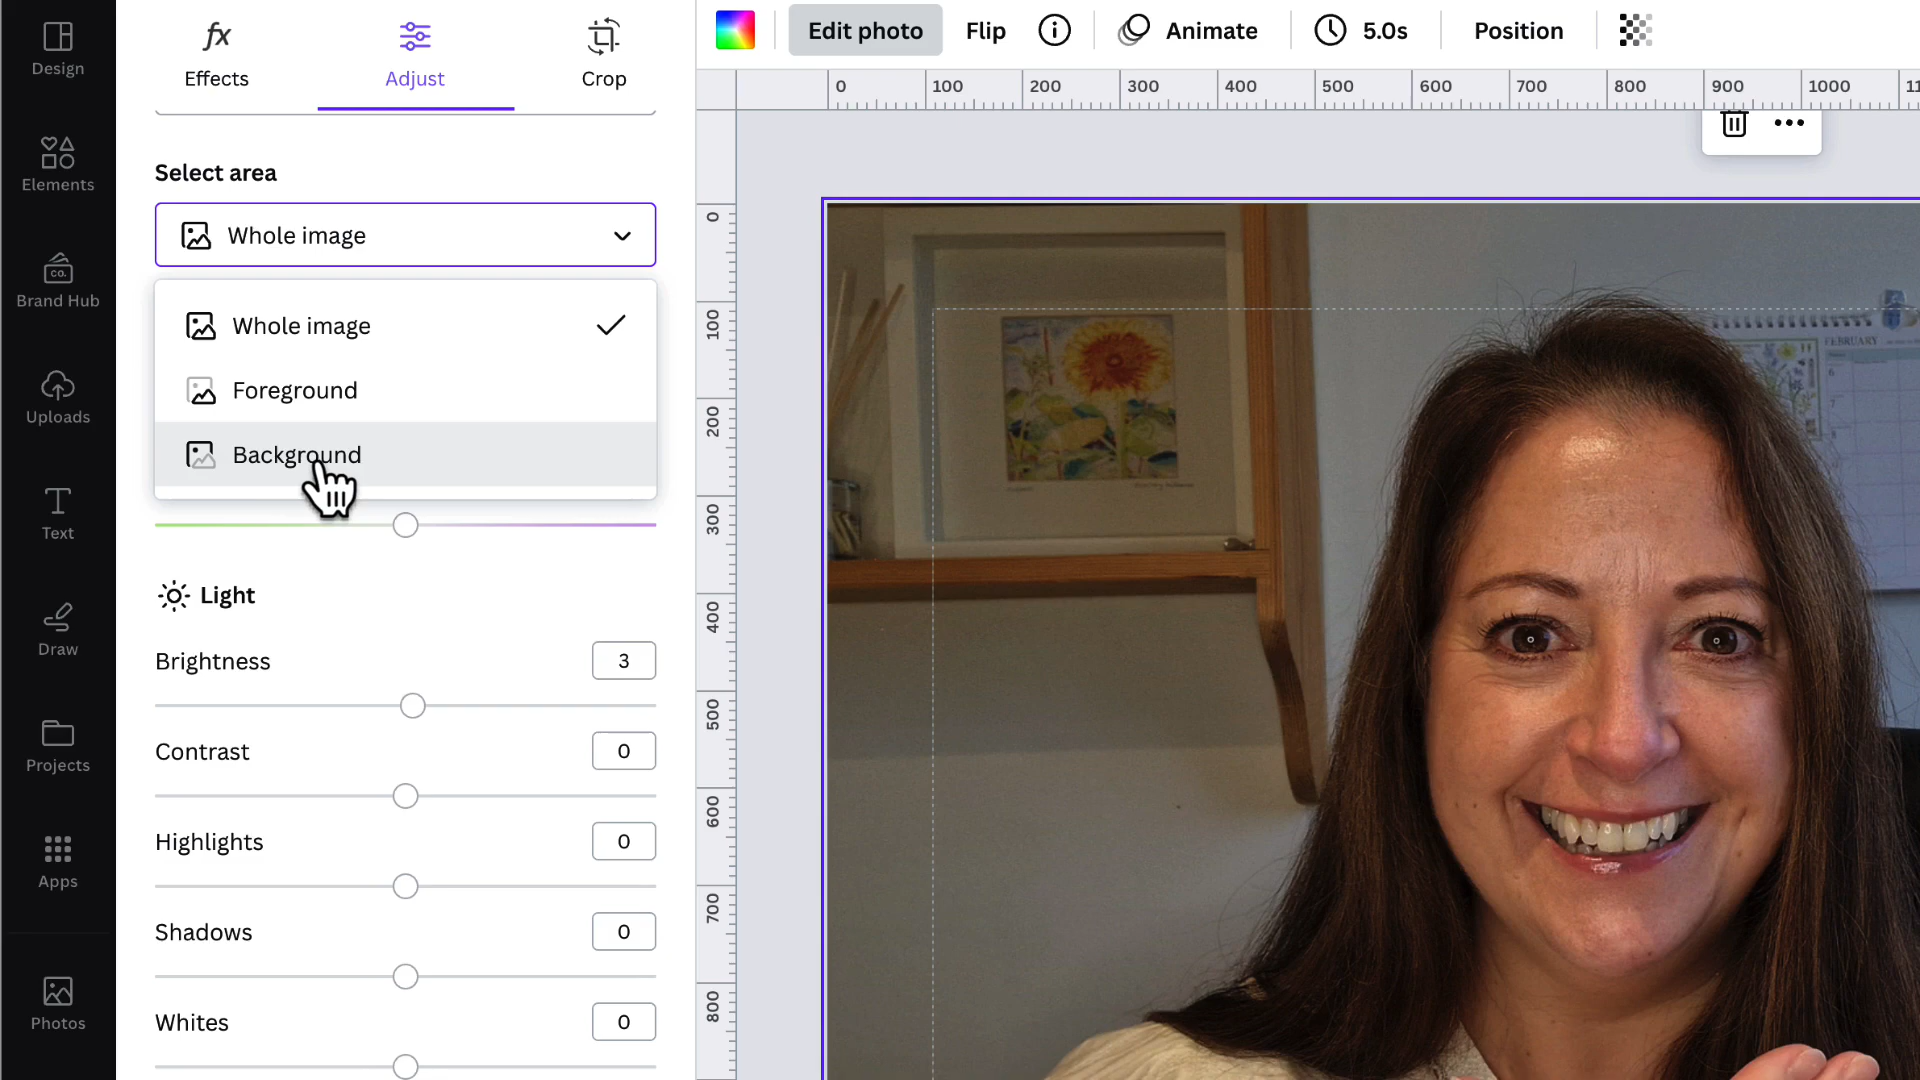 Design
Elements
CO.
Brand Hub
Uploads
Text
Draw
Projects
Apps
Photos
fx
Effects
Adjust
Crop
Select area
Whole image
Whole image
Foreground
Background
Light
Brightness 3
Contrast 0
Highlights 0
Shadows 0
Whites 0
Edit photo Flip Animate 5.0s Position
0 100 200 300 400 500 600 700 800 900 1000 11
0
100
200
300
400
500
600
700
800
FEBRUARY